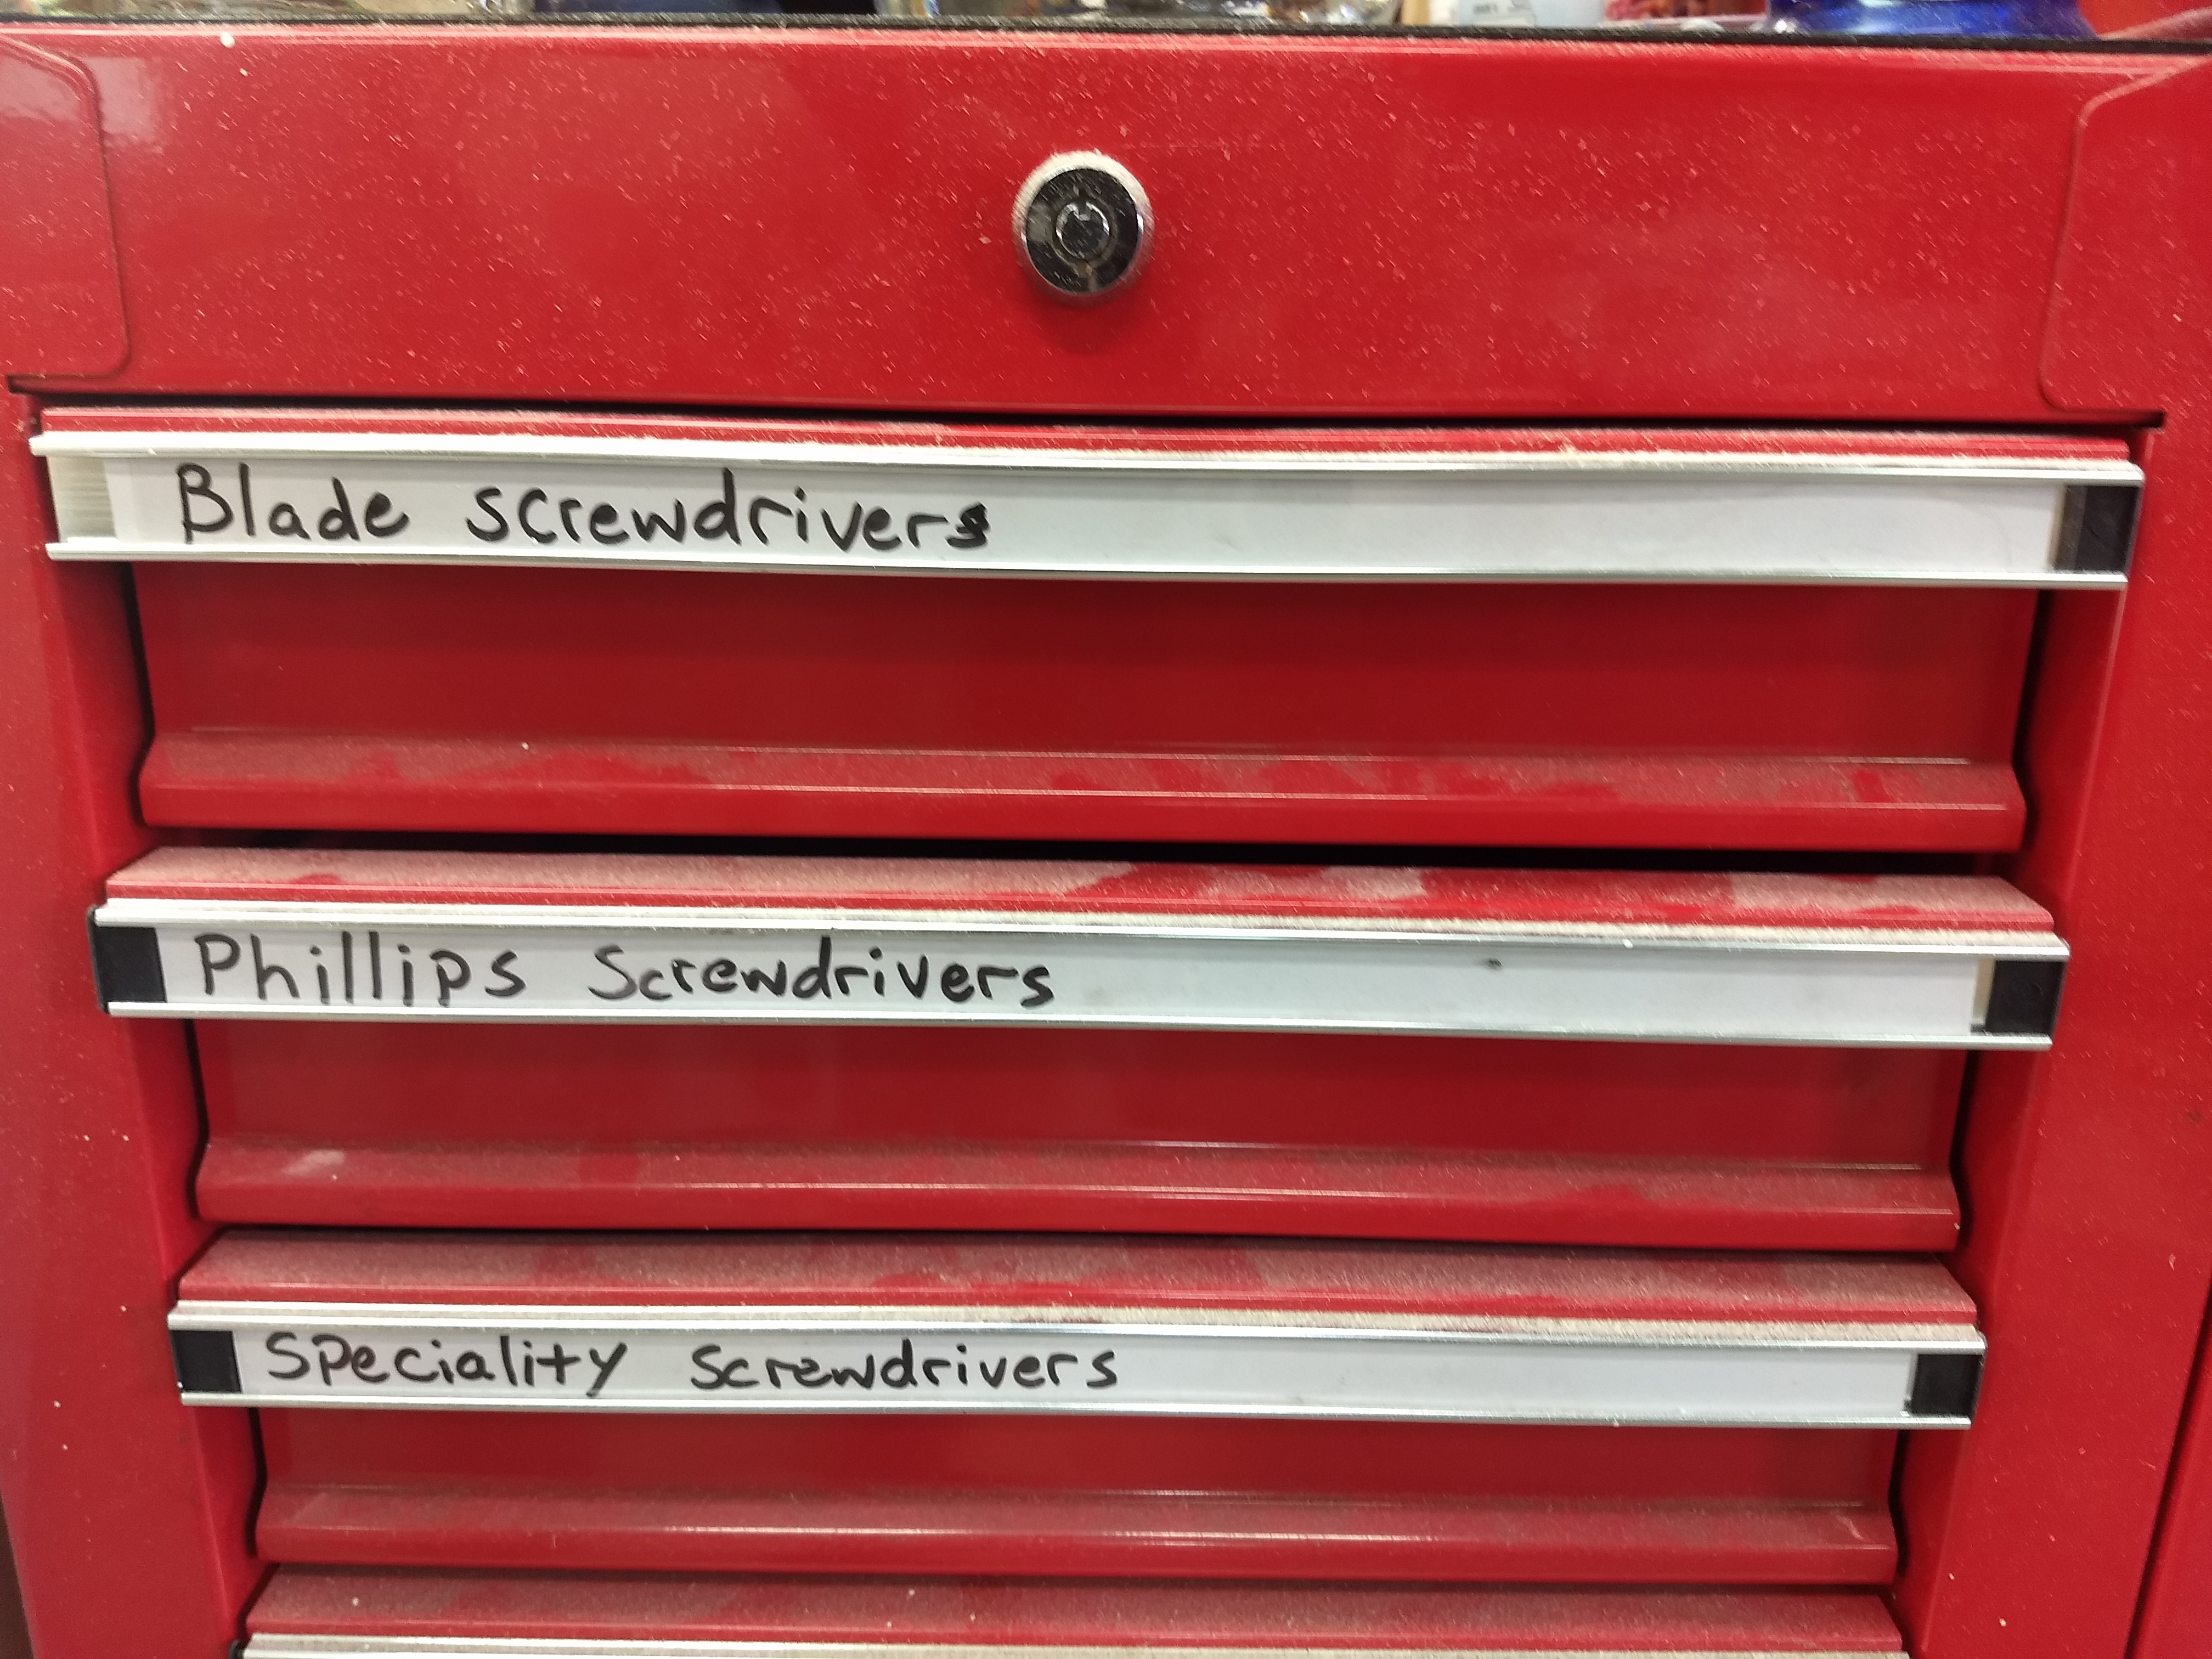 Blade screwdrivers
Phillips Screwdrivers
Speciality Screwdrivers